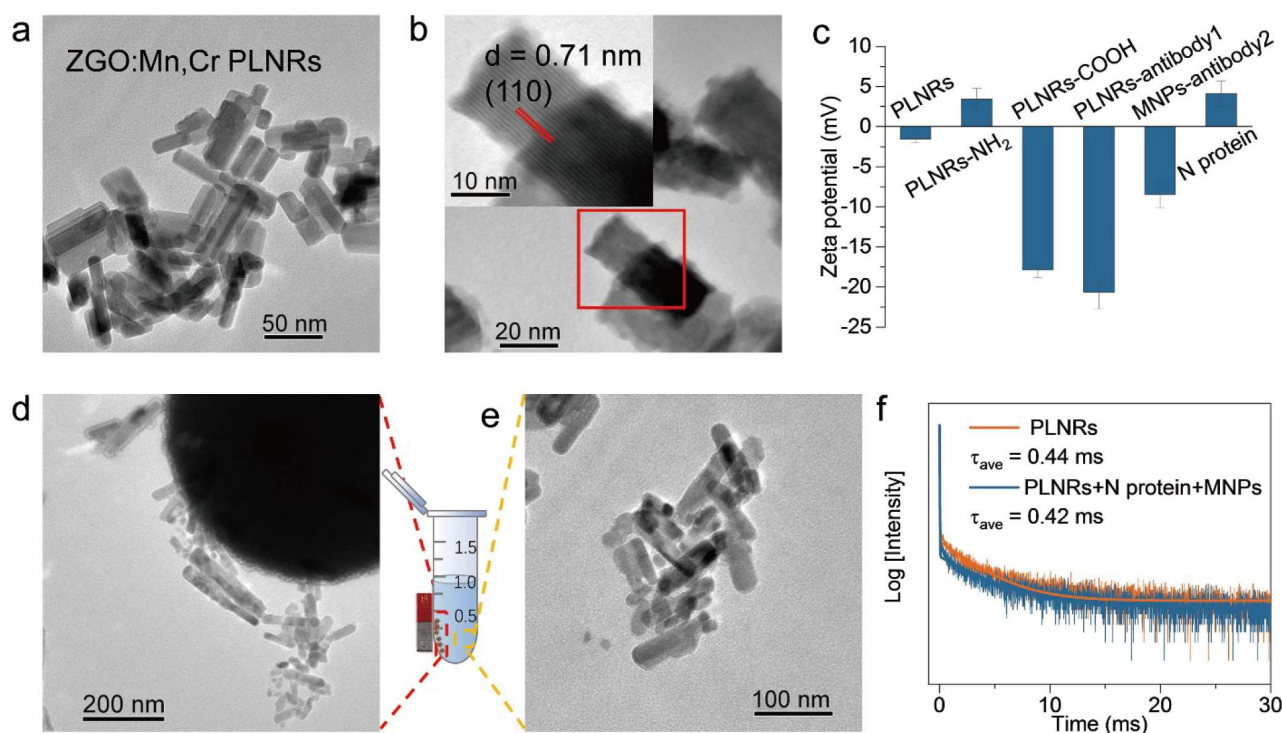 a
ZGO:Mn,Cr PLNRs
50 nm
b
d = 0.71 nm
(110)
10 nm
20 nm
c
Zeta potential (mV)
10
5
0
-5
-10
-15
-20
-25
PLNRs
PLNRs-NH₂
PLNRs-COOH
PLNRs-antibody1
MNPs-antibody2
N protein
d
200 nm
1.5
1.0
0.5
e
100 nm
f
Log [Intensity]
PLNRs
τave = 0.44 ms
PLNRs+N protein+MNPs
τave = 0.42 ms
0 10 20 30
Time (ms)